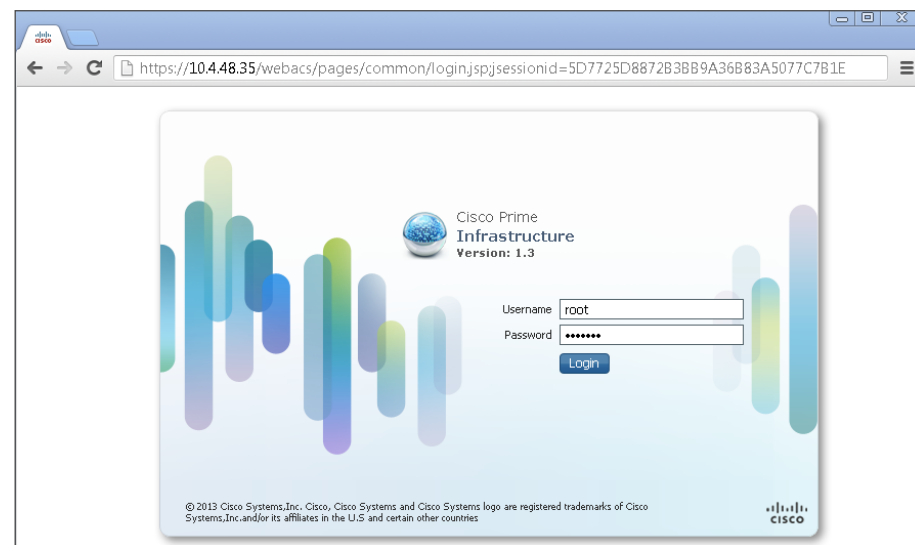 CISCO
https://10.4.48.35/webacs/pages/common/login.jsp;jsessionid=5D7725D8872B3BB9A36B83A5077C7B1E
Cisco Prime
Infrastructure
Version: 1.3
Username root
Password •••••••
Login
© 2013 Cisco Systems,Inc. Cisco, Cisco Systems and Cisco Systems logo are registered trademarks of Cisco
Systems,Inc.and/or its affiliates in the U.S and certain other countries
CISCO